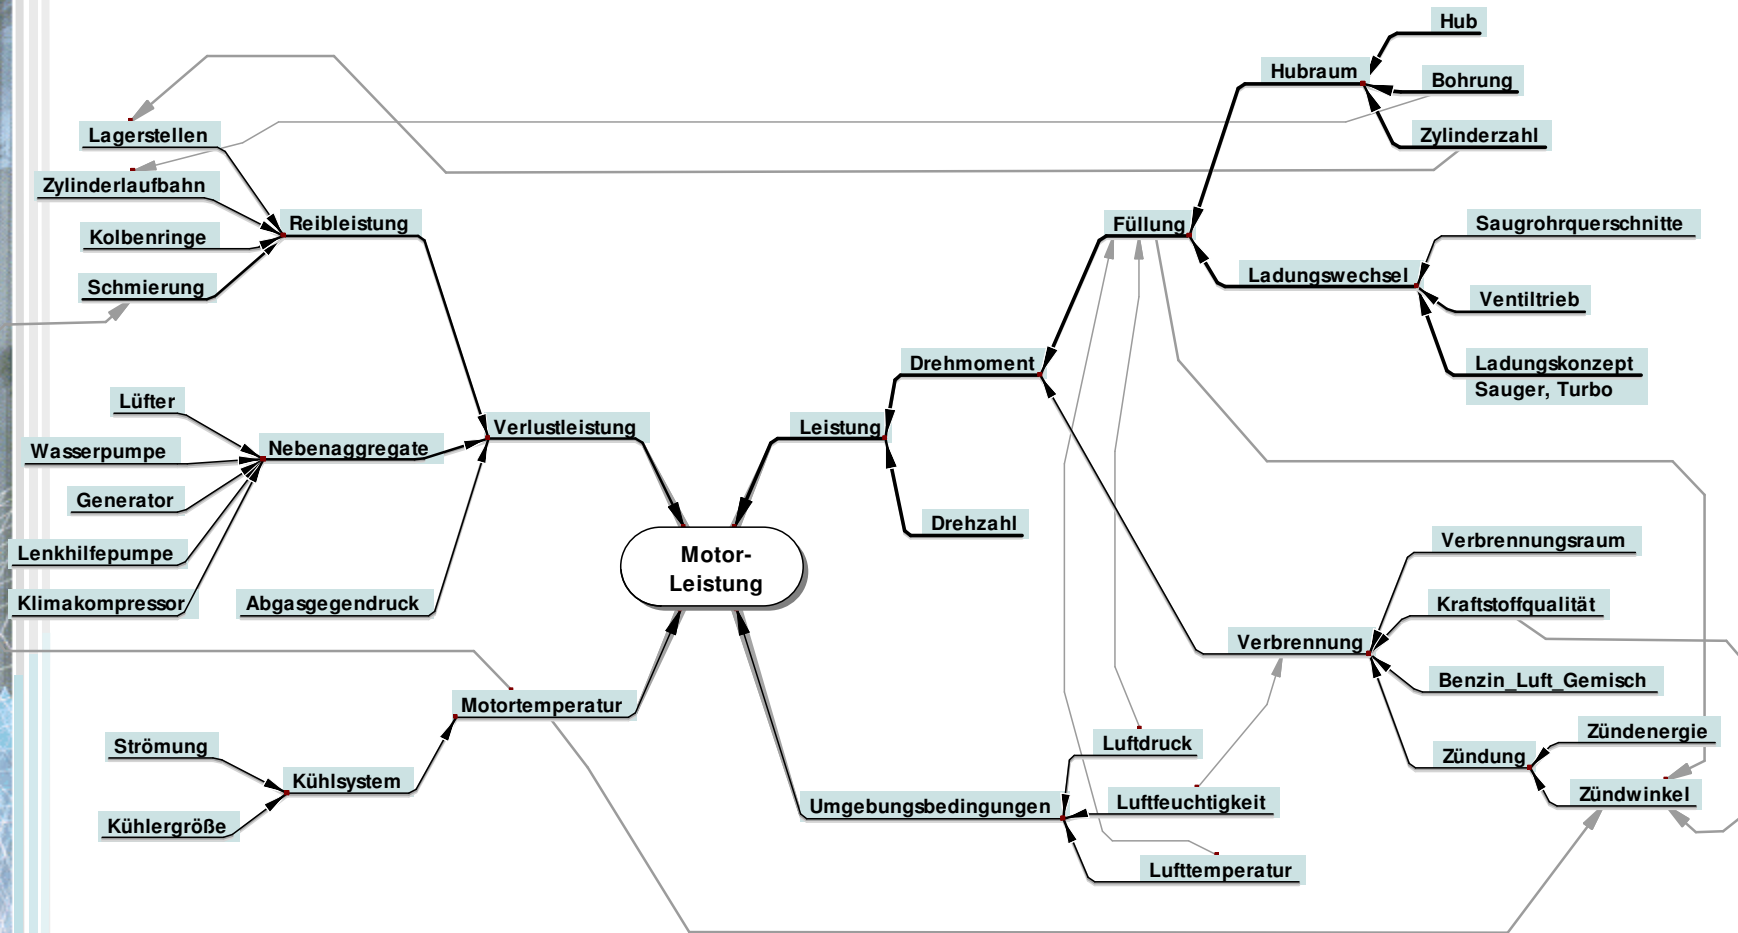 Hub
Hubraum
Bohrung
Zylinderzahl
Lagerstellen
Zylinderlaufbahn
Kolbenringe
Schmierung
Reibleistung
Füllung
Saugrohrquerschnitte
Ladungswechsel
Ventiltrieb
Ladungskonzept
Sauger, Turbo
Drehmoment
Lüfter
Wasserpumpe
Nebenaggregate
Generator
Lenkhilfepumpe
Klimakompressor
Abgasgegendruck
Verlustleistung
Leistung
Drehzahl
Motor-
Leistung
Verbrennungsraum
Kraftstoffqualität
Verbrennung
Benzin_Luft_Gemisch
Zündenergie
Zündung
Zündwinkel
Motortemperatur
Strömung
Kühlsystem
Kühlergröße
Luftdruck
Umgebungsbedingungen
Luftfeuchtigkeit
Lufttemperatur